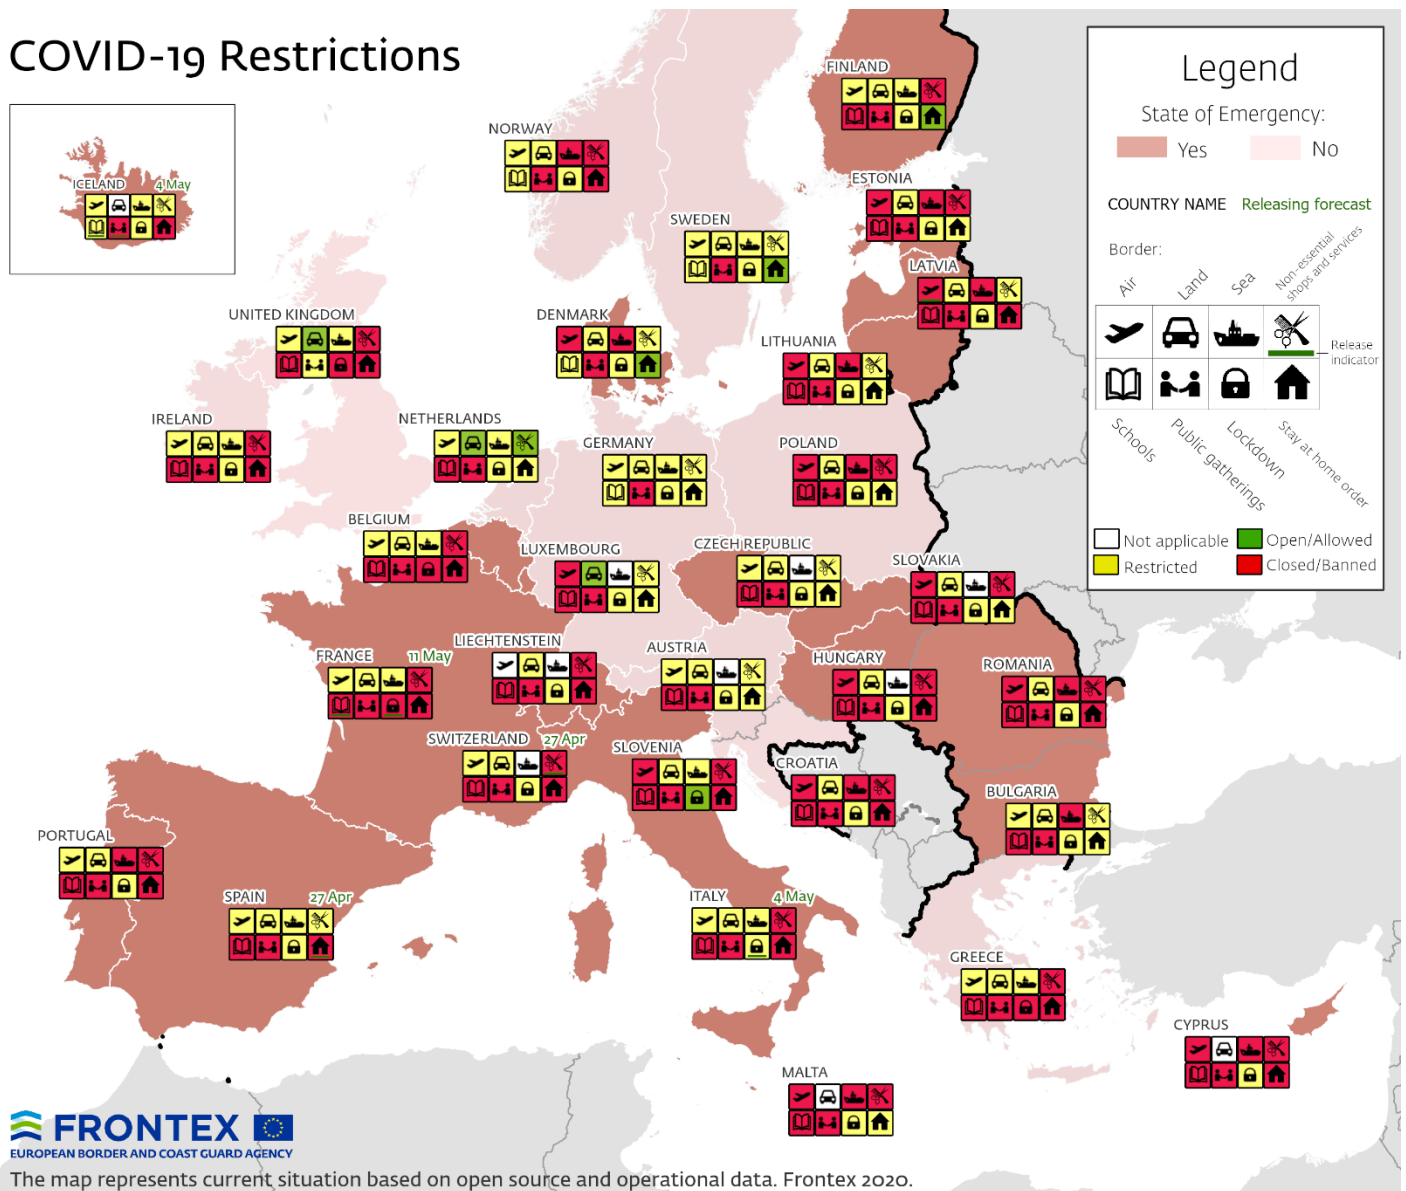 COVID-19 Restrictions
Legend
State of Emergency:
Yes
No
COUNTRY NAME
Releasing forecast
Border:
Air
Land
Sea
Non-essential
shops and services
Release
indicator
Schools
Public gatherings
Lockdown
Stay at home order
Not applicable
Open/Allowed
Restricted
Closed/Banned
FINLAND
NORWAY
ICELAND
4 May
ESTONIA
SWEDEN
LATVIA
UNITED KINGDOM
DENMARK
LITHUANIA
IRELAND
NETHERLANDS
GERMANY
POLAND
BELGIUM
LUXEMBOURG
CZECH REPUBLIC
SLOVAKIA
LIECHTENSTEIN
AUSTRIA
FRANCE
11 May
HUNGARY
ROMANIA
SWITZERLAND
27 Apr
SLOVENIA
CROATIA
BULGARIA
PORTUGAL
SPAIN
27 Apr
ITALY
4 May
GREECE
CYPRUS
MALTA
FRONTEX
EUROPEAN BORDER AND COAST GUARD AGENCY
The map represents current situation based on open source and operational data. Frontex 2020.